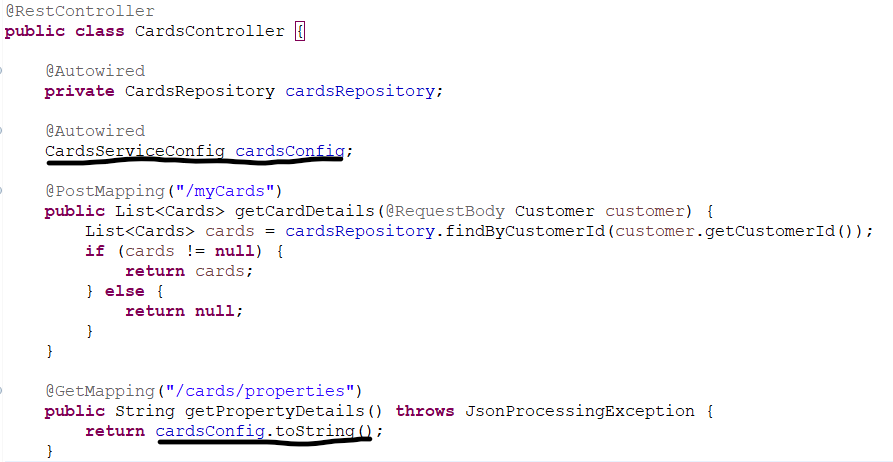 @RestController
public class CardsController {
@Autowired
private CardsRepository cardsRepository;
@Autowired
CardsServiceConfig cardsConfig;
@PostMapping("/myCards")
public List<Cards> getCardDetails(@RequestBody Customer customer) {
List<Cards> cards = cardsRepository.findByCustomerId(customer.getCustomerId());
if (cards != null) {
return cards;
} else {
return null;
}
}
@GetMapping("/cards/properties")
public String getPropertyDetails() throws JsonProcessingException {
return cardsConfig.toString();
}